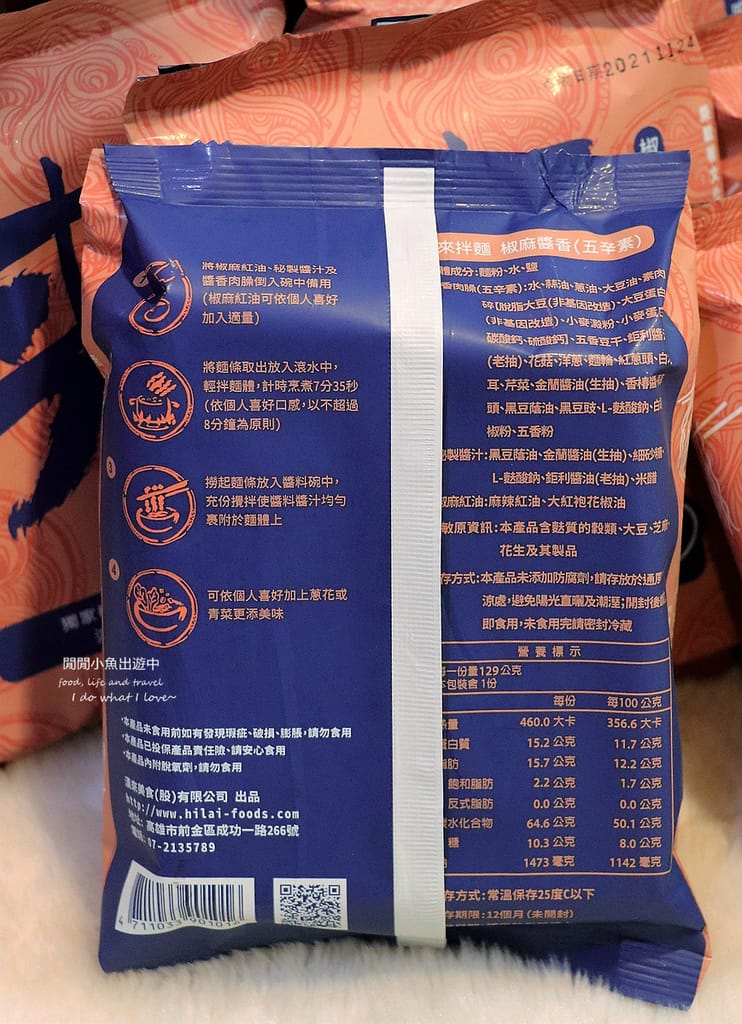 20211124
將椒麻紅油、秘製醬汁及
醬香肉臊倒入碗中備用
(椒麻紅油可依個人喜好
加入適量)
將麵條取出放入滾水中,
輕拌麵體,計時烹煮7分35秒
(依個人喜好口感,以不超過
8分鐘為原則)
3
撈起麵條放入醬料碗中,
充份攪拌使醬料醬汁均勻
裹附於麵體上
4
可依個人喜好加上蔥花或
青菜更添美味
閒閒小魚出遊中
food, life and travel
I do what I love~
·本產品未食用前如有發現瑕疵、破損、膨脹,請勿食用
·本產品已投保產品責任險、請安心食用
·本產品內附脫氧劑,請勿食用
漢來美食(股)有限公司 出品
http://www.hilai-foods.com
地址: 高雄市前金區成功一路266號
電話: 07-2135789
來拌麵 椒麻醬香(五辛素)
體成分:麵粉、水、鹽
香肉臊(五辛素):水、蒜油、蔥油、大豆油、素肉
碎(脫脂大豆(非基因改造)、大豆蛋白
(非基因改造)、小麥澱粉、小麥蛋白
碳酸鈣、硫酸鈣)、五香豆干、鉅利醬
(老抽)、花菇、洋蔥、麵輪、紅蔥頭、白
耳、芹菜、金蘭醬油(生抽)、香椿醬
頭、黑豆蔭油、黑豆豉、L-麩酸鈉、白
椒粉、五香粉
秘製醬汁:黑豆蔭油、金蘭醬油(生抽)、細砂糖、
L-麩酸鈉、鉅利醬油(老抽)、米醋
椒麻紅油:麻辣紅油、大紅袍花椒油
敏原資訊:本產品含麩質的穀類、大豆、芝麻
花生及其製品
存方式:本產品未添加防腐劑,請存放於通風
涼處,避免陽光直曬及潮溼;開封後
即食用,未食用完請密封冷藏
營養標示
每一份量129公克
本包裝含 1份
每份 每100公克
熱量 460.0 大卡 356.6 大卡
蛋白質 15.2 公克 11.7 公克
脂肪 15.7 公克 12.2 公克
飽和脂肪 2.2 公克 1.7 公克
反式脂肪 0.0 公克 0.0 公克
碳水化合物 64.6 公克 50.1 公克
糖 10.3 公克 8.0 公克
1473 毫克 1142 毫克
存方式:常溫保存25度C以下
存期限:12個月(未開封)